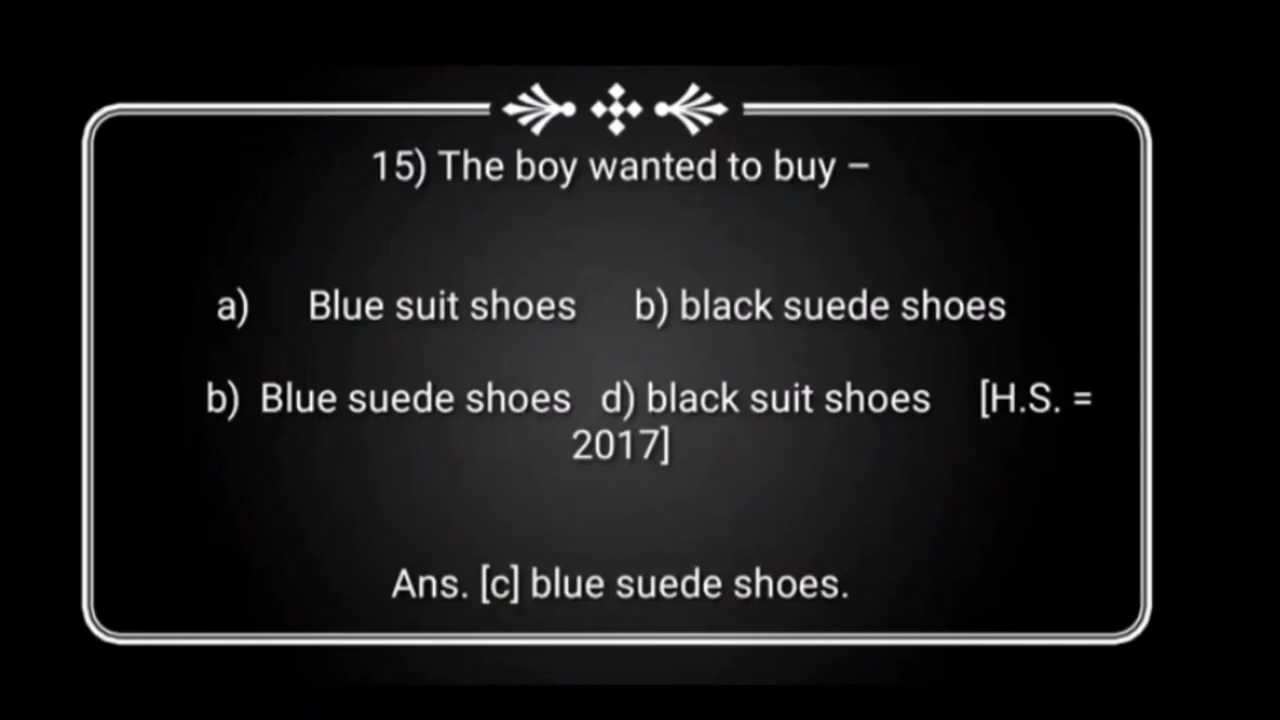 15) The boy wanted to buy –
a) Blue suit shoes b) black suede shoes
b) Blue suede shoes d) black suit shoes [H.S. =
2017]
Ans. [c] blue suede shoes.